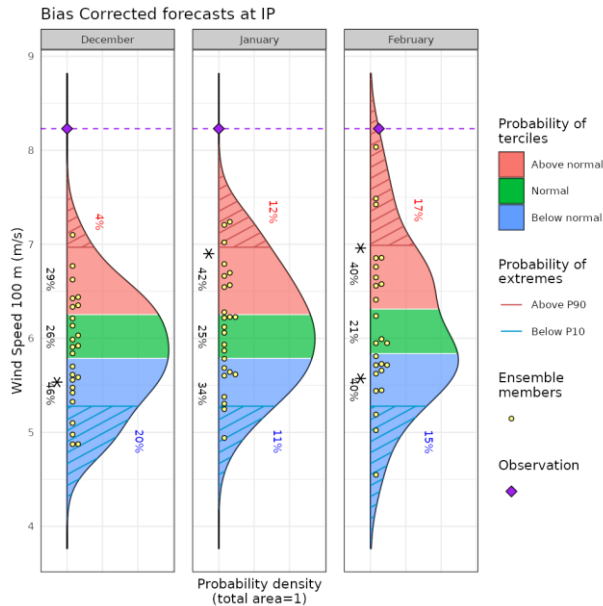 Bias Corrected forecasts at IP
December
January
February
Wind Speed 100 m (m/s)
9
8
7
6
5
4
4%
29%
26%
46%
20%
12%
42%
25%
34%
11%
17%
40%
21%
40%
15%
*
*
*
*
Probability density
(total area=1)
Probability of
terciles
Above normal
Normal
Below normal
Probability of
extremes
Above P90
Below P10
Ensemble
members
Observation